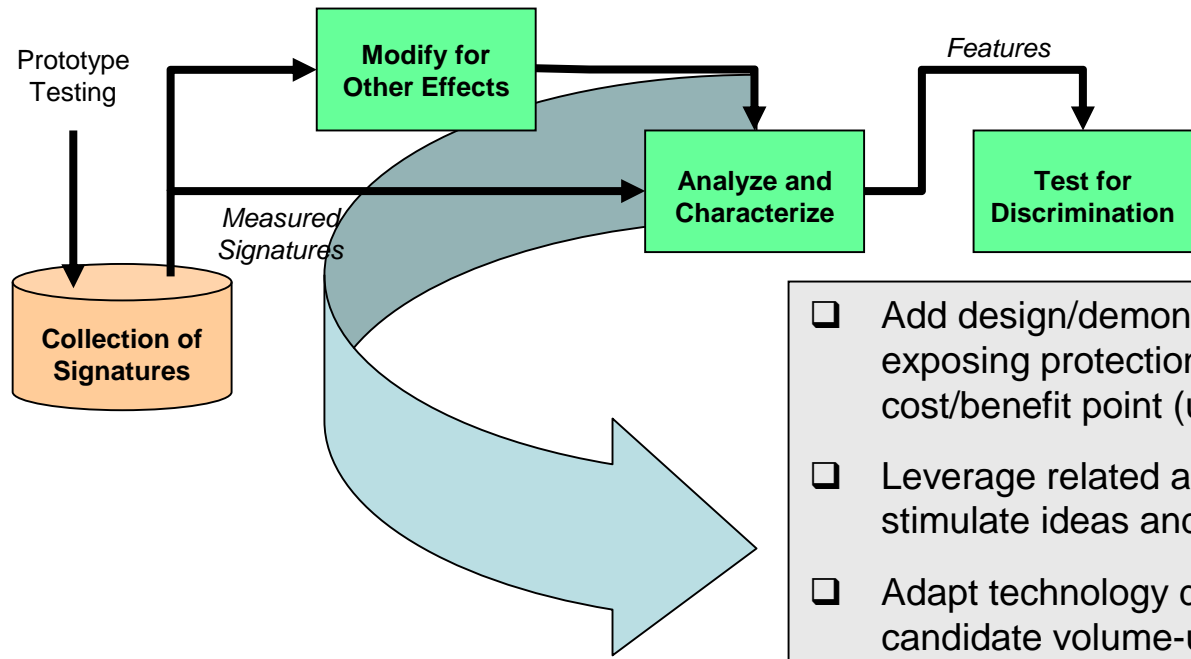 Prototype
Testing
Modify for
Other Effects
Features
Analyze and
Characterize
Test for
Discrimination
Measured
Signatures
Collection of
Signatures
❑ Add design/demon
exposing protection
cost/benefit point (
❑ Leverage related a
stimulate ideas and
❑ Adapt technology
candidate volume-u